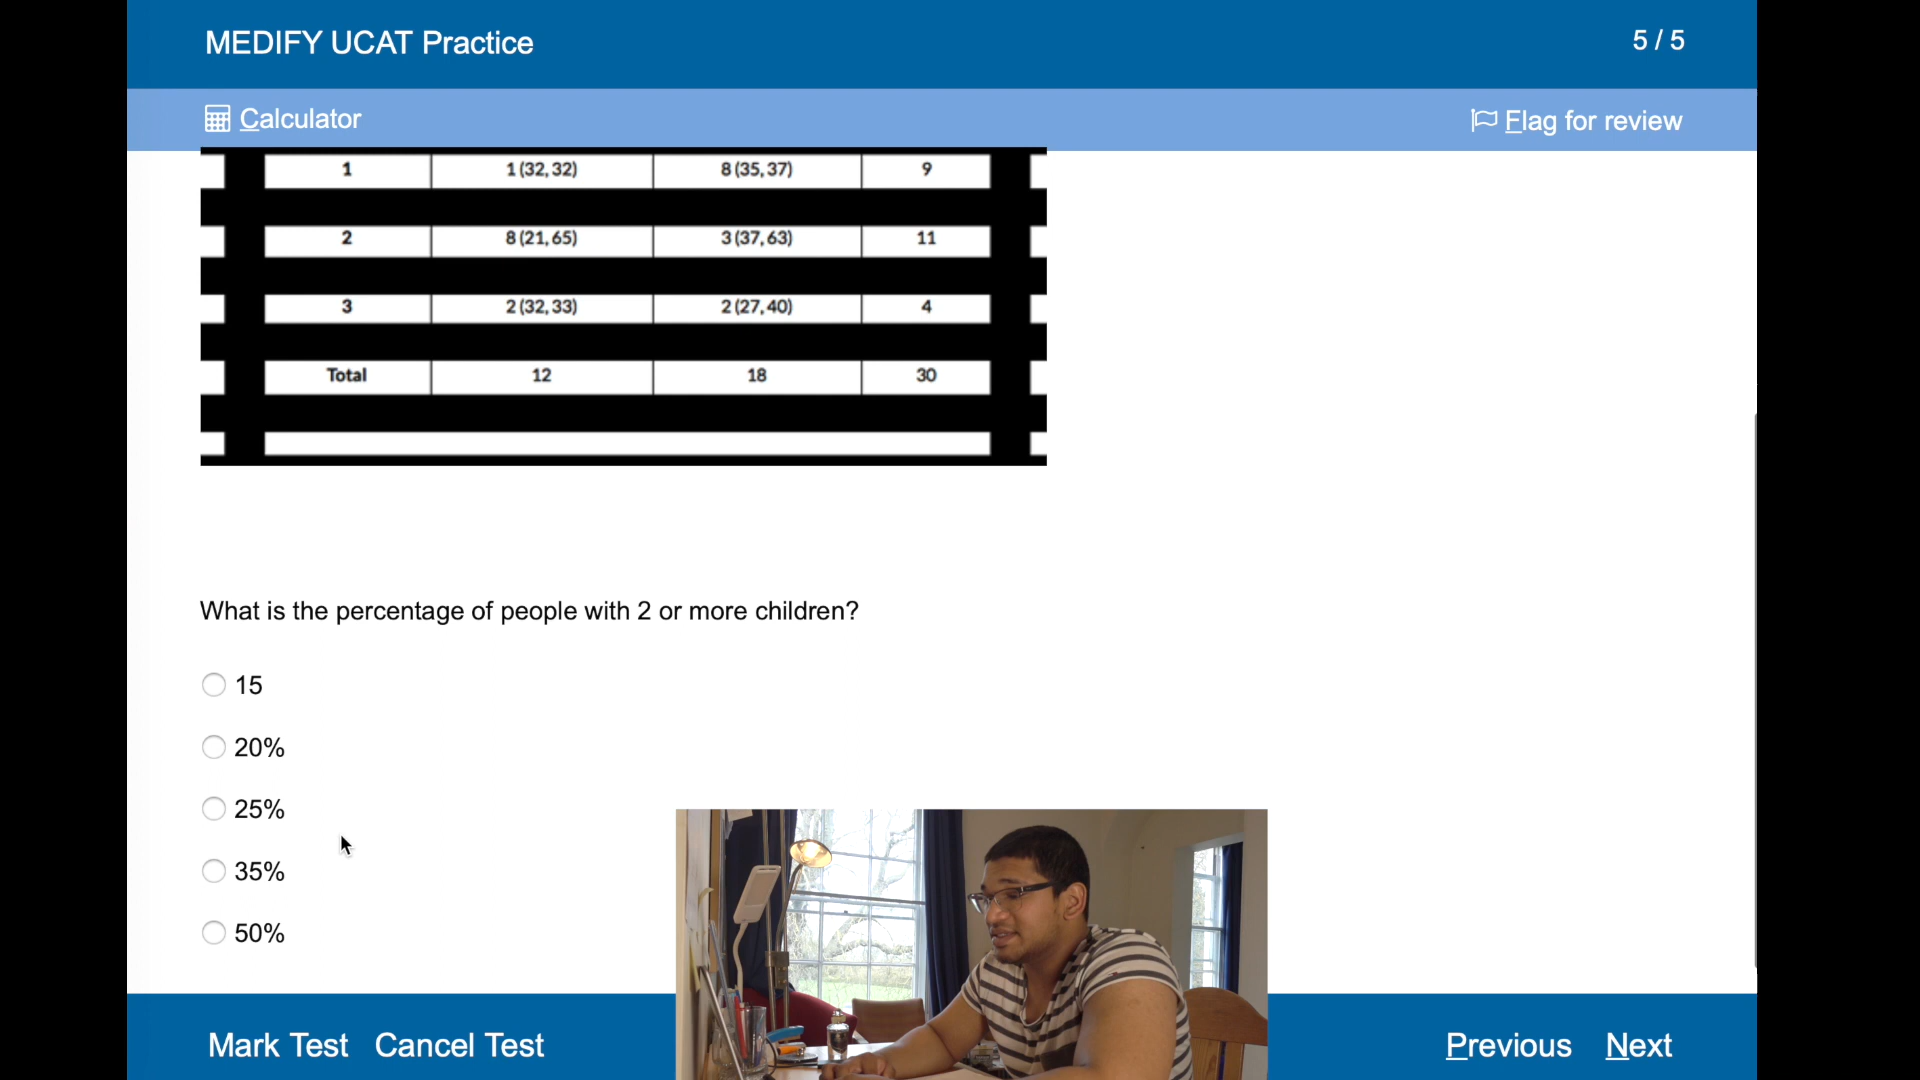 MEDIFY UCAT Practice
5 / 5
Calculator
Flag for review
1 1 (32, 32) 8 (35, 37) 9
2 8 (21, 65) 3 (37, 63) 11
3 2 (32, 33) 2 (27, 40) 4
Total 12 18 30
What is the percentage of people with 2 or more children?
15
20%
25%
35%
50%
Mark Test Cancel Test
Previous Next